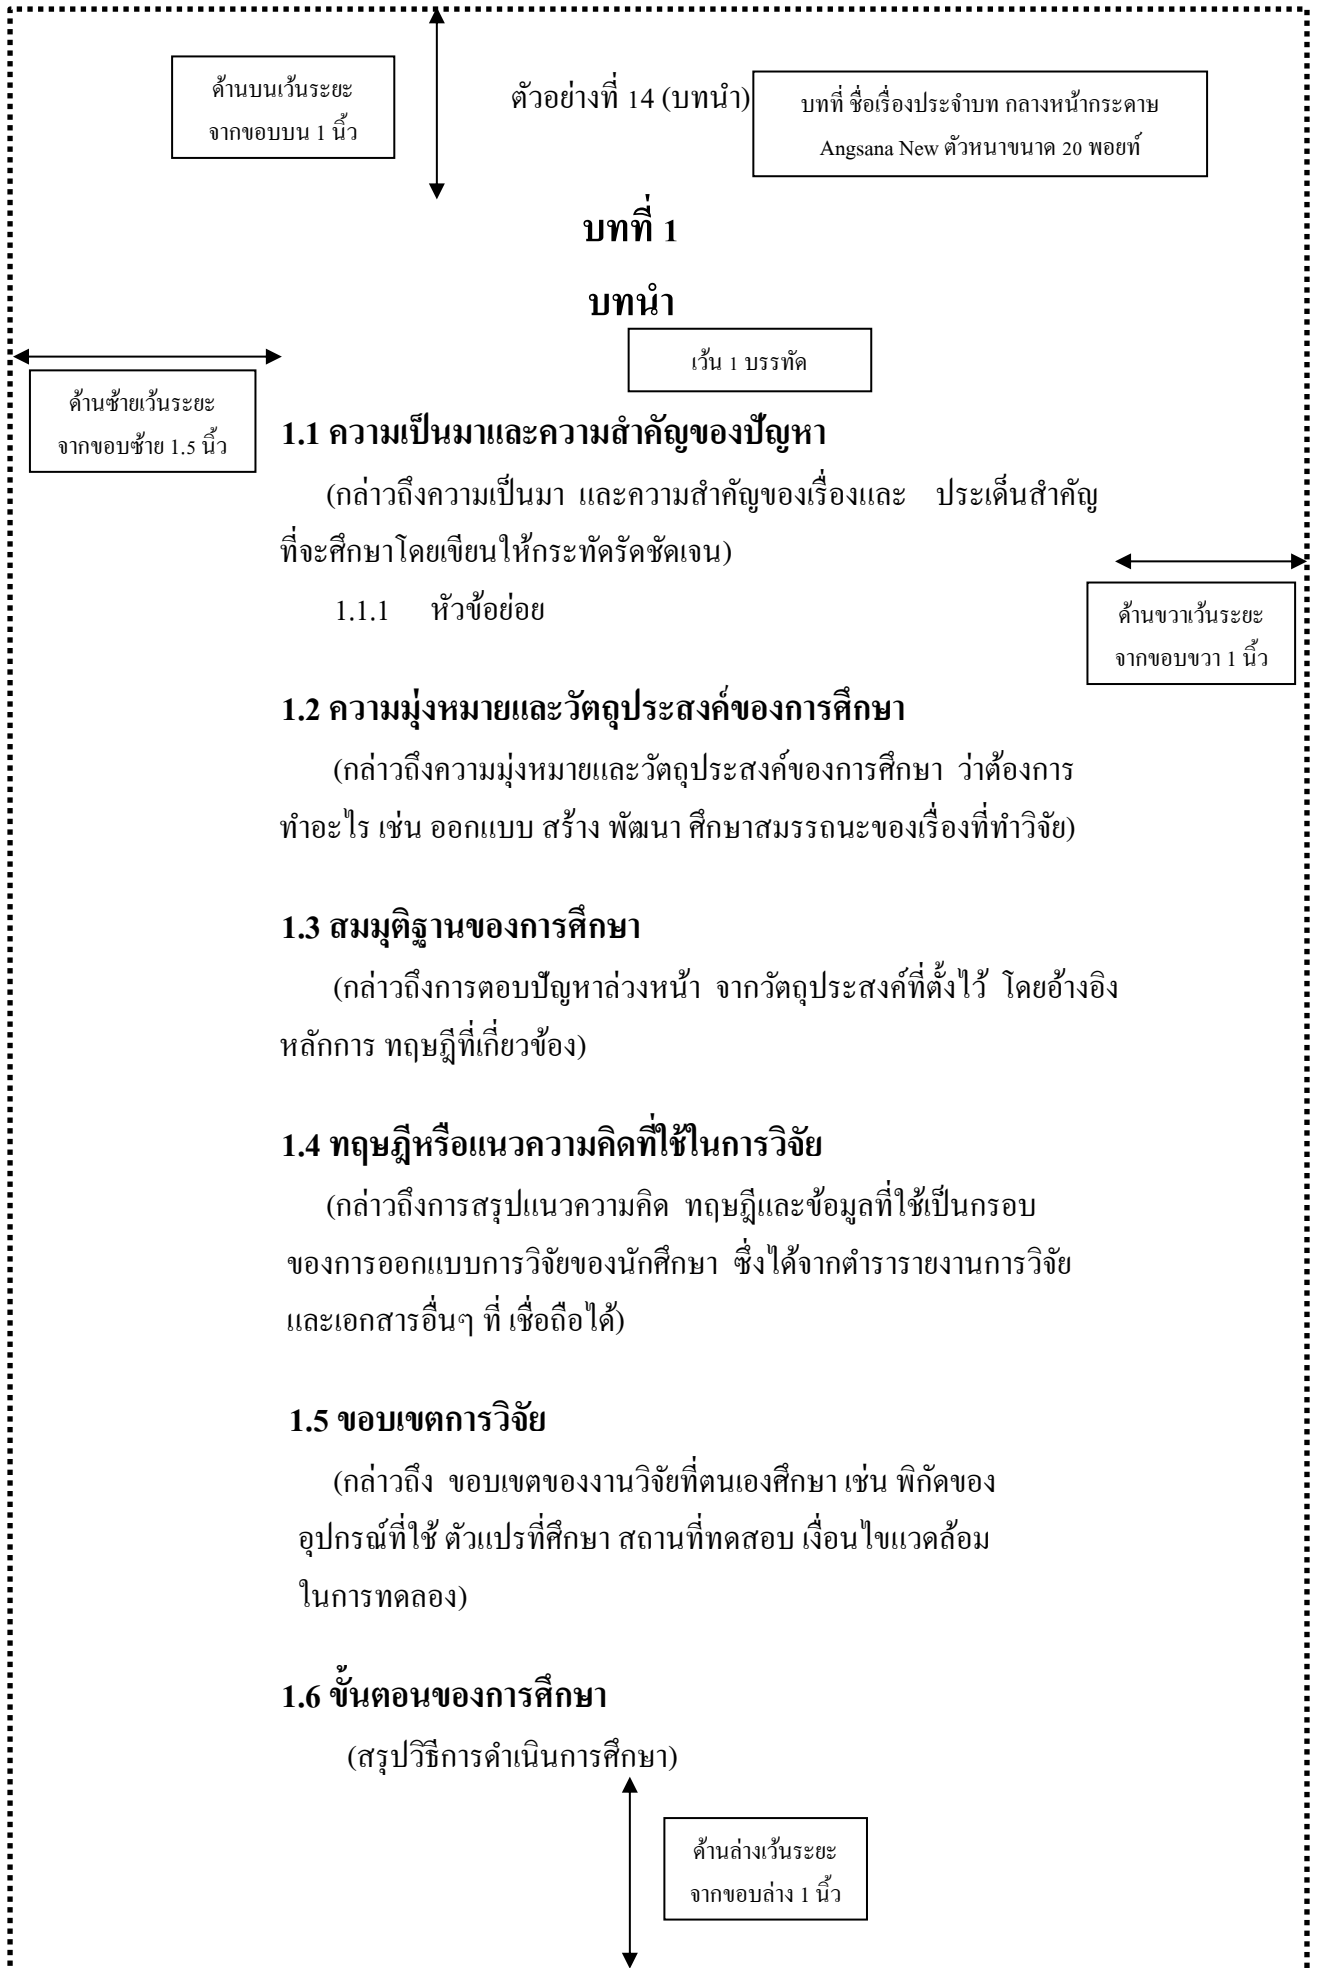 ด้านบนเว้นระยะ
จากขอบบน 1 นิ้ว
ตัวอย่างที่ 14 (บทนำ)
บทที่ ชื่อเรื่องประจำบท กลางหน้ากระดาษ
Angsana New ตัวหนาขนาด 20 พอยท์
บทที่ 1
บทนำ
เว้น 1 บรรทัด
ด้านซ้ายเว้นระยะ
จากขอบซ้าย 1.5 นิ้ว
1.1 ความเป็นมาและความสำคัญของปัญหา
(กล่าวถึงความเป็นมา และความสำคัญของเรื่องและ ประเด็นสำคัญ
ที่จะศึกษาโดยเขียนให้กระทัดรัดชัดเจน)
1.1.1 หัวข้อย่อย
ด้านขวาเว้นระยะ
จากขอบขวา 1 นิ้ว
1.2 ความมุ่งหมายและวัตถุประสงค์ของการศึกษา
(กล่าวถึงความมุ่งหมายและวัตถุประสงค์ของการศึกษา ว่าต้องการ
ทำอะไร เช่น ออกแบบ สร้าง พัฒนา ศึกษาสมรรถนะของเรื่องที่ทำวิจัย)
1.3 สมมุติฐานของการศึกษา
(กล่าวถึงการตอบปัญหาล่วงหน้า จากวัตถุประสงค์ที่ตั้งไว้ โดยอ้างอิง
หลักการ ทฤษฎีที่เกี่ยวข้อง)
1.4 ทฤษฎีหรือแนวความคิดที่ใช้ในการวิจัย
(กล่าวถึงการสรุปแนวความคิด ทฤษฎีและข้อมูลที่ใช้เป็นกรอบ
ของการออกแบบการวิจัยของนักศึกษา ซึ่งได้จากตำรารายงานการวิจัย
และเอกสารอื่นๆ ที่ เชื่อถือได้)
1.5 ขอบเขตการวิจัย
(กล่าวถึง ขอบเขตของงานวิจัยที่ตนเองศึกษา เช่น พิกัดของ
อุปกรณ์ที่ใช้ ตัวแปรที่ศึกษา สถานที่ทดสอบ เงื่อนไขแวดล้อม
ในการทดลอง)
1.6 ขั้นตอนของการศึกษา
(สรุปวิธีการดำเนินการศึกษา)
ด้านล่างเว้นระยะ
จากขอบล่าง 1 นิ้ว